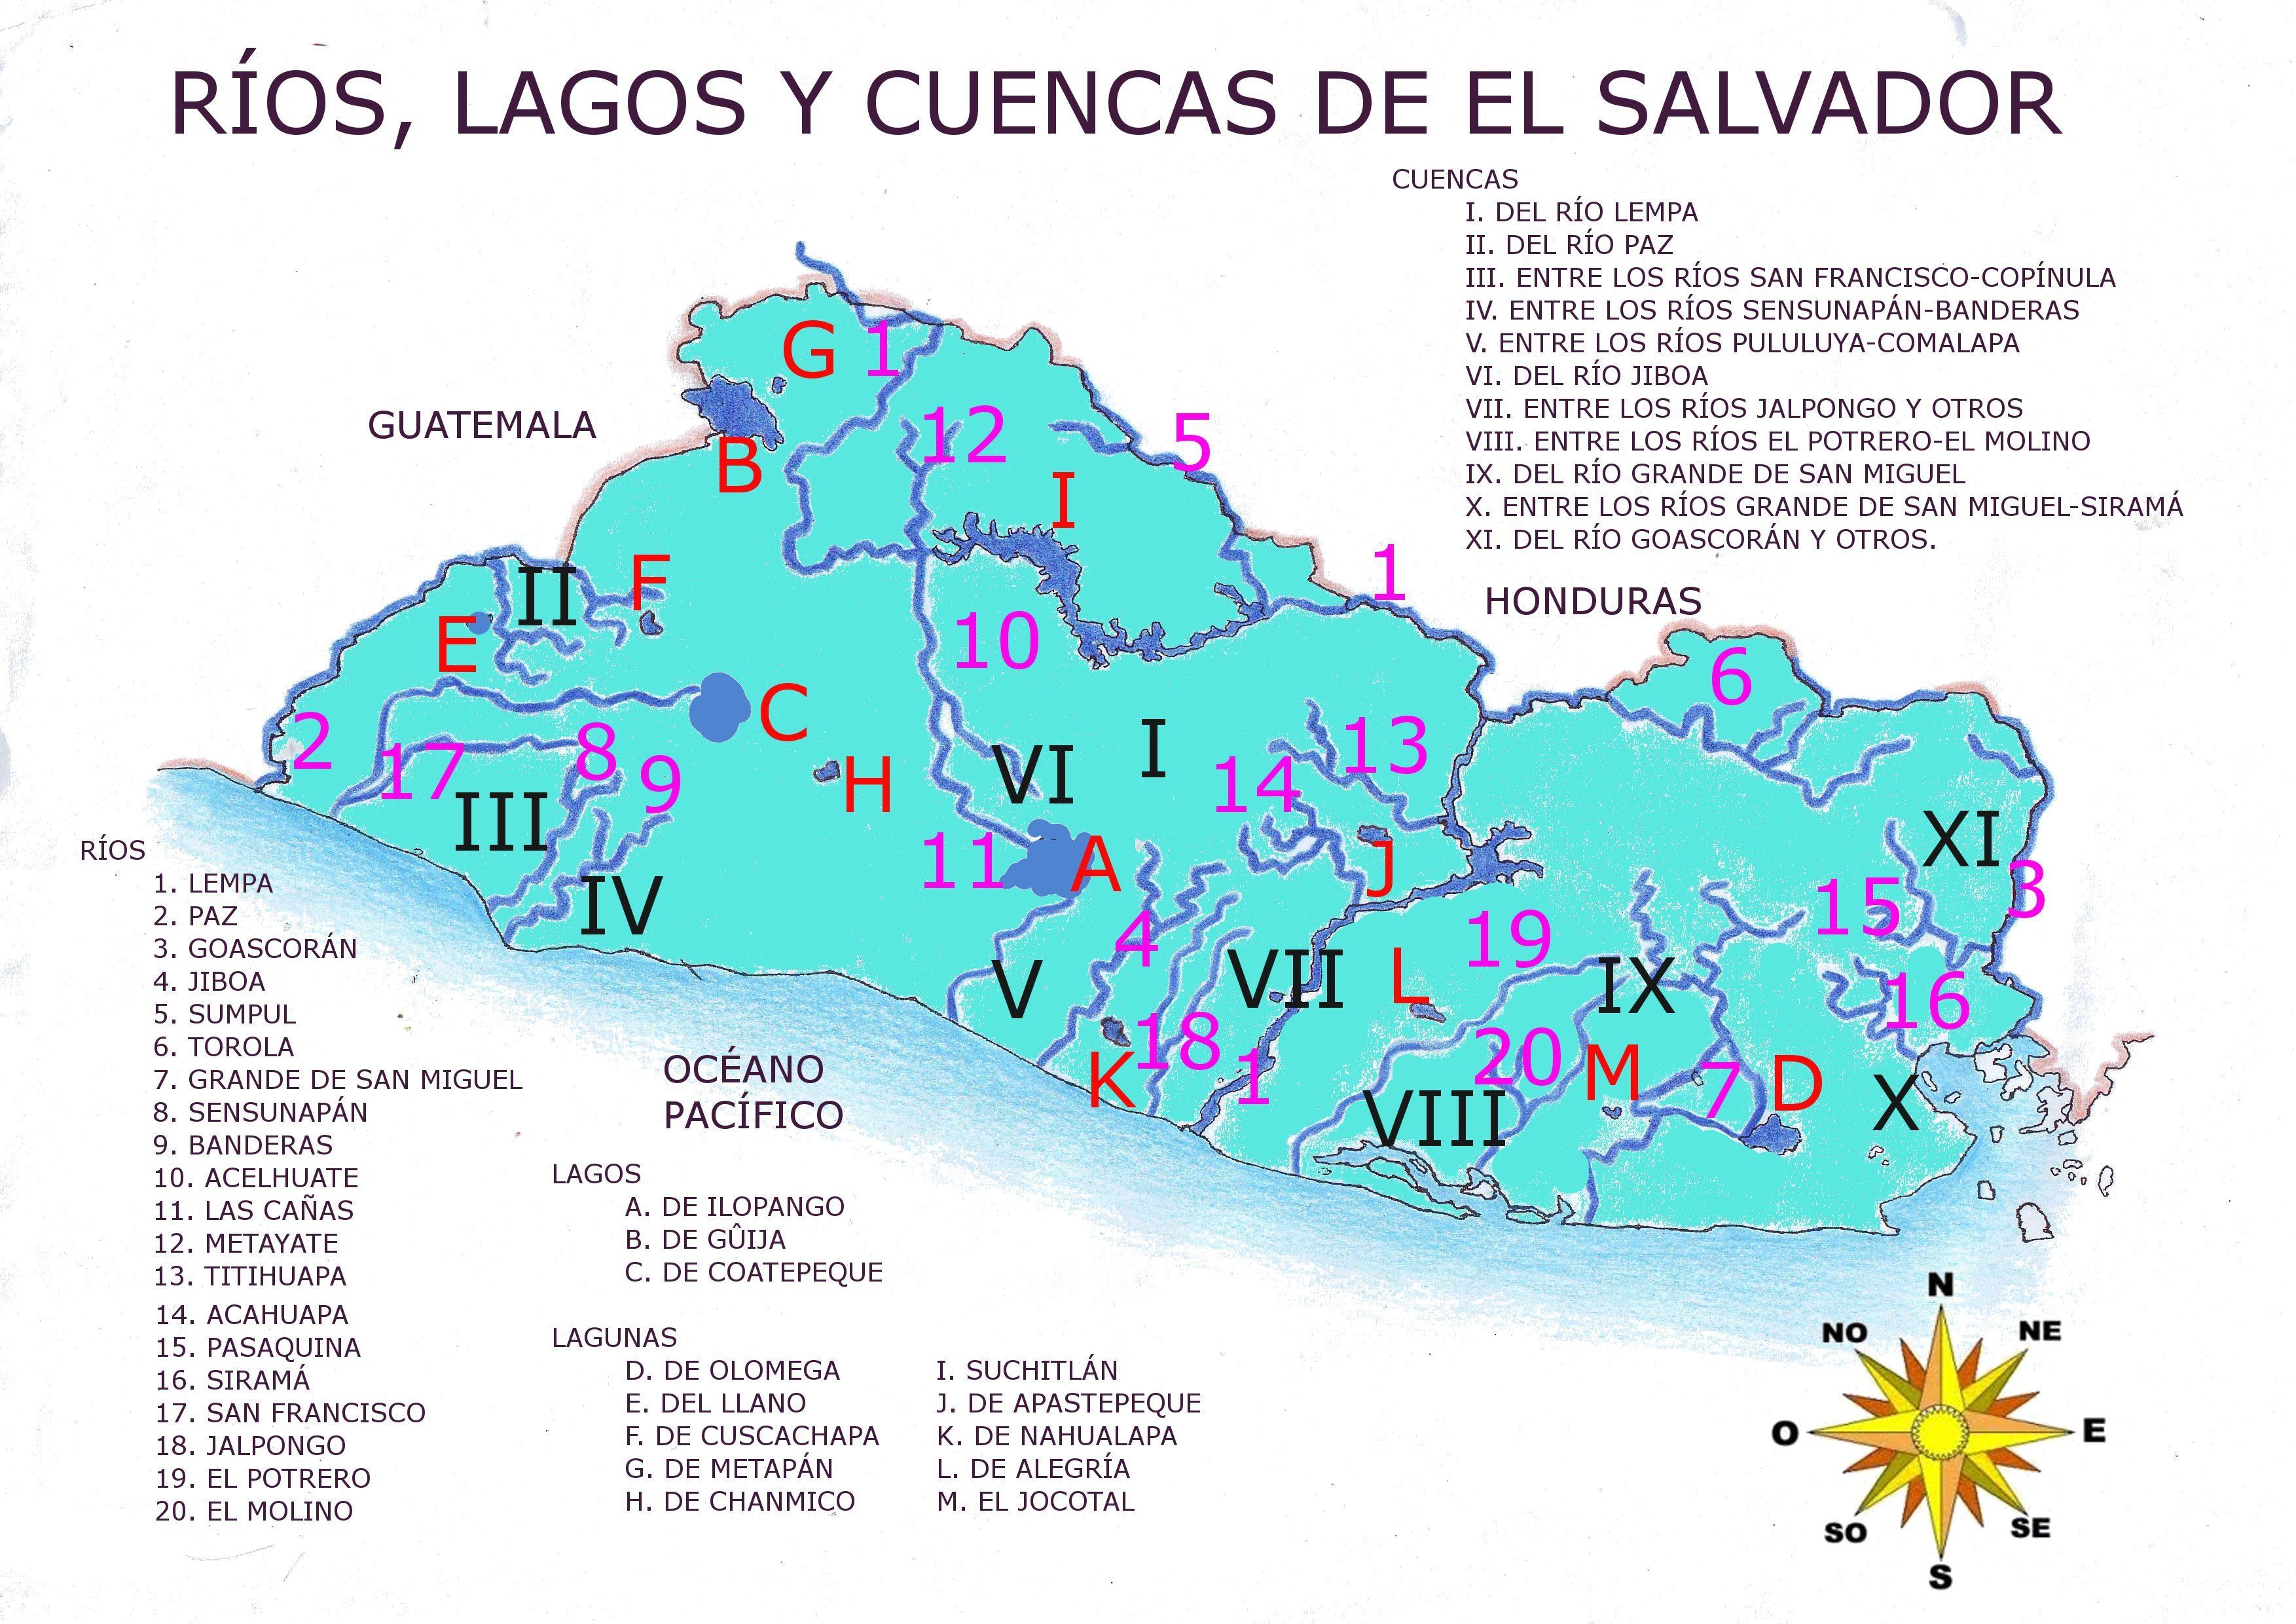 RÍOS, LAGOS Y CUENCAS DE EL SALVADOR
CUENCAS
I. DEL RÍO LEMPA
II. DEL RÍO PAZ
III. ENTRE LOS RÍOS SAN FRANCISCO-COPÍNULA
IV. ENTRE LOS RÍOS SENSUNAPÁN-BANDERAS
V. ENTRE LOS RÍOS PULULUYA-COMALAPA
VI. DEL RÍO JIBOA
VII. ENTRE LOS RÍOS JALPONGO Y OTROS
VIII. ENTRE LOS RÍOS EL POTRERO-EL MOLINO
IX. DEL RÍO GRANDE DE SAN MIGUEL
X. ENTRE LOS RÍOS GRANDE DE SAN MIGUEL-SIRAMÁ
XI. DEL RÍO GOASCORÁN Y OTROS.
GUATEMALA
HONDURAS
G
1
12
5
B
I
1
II
F
E
10
6
2
C
17
8
9
H
VI
I
14
13
III
IV
11
A
J
XI
3
15
4
V
VII
L
19
IX
16
18
K
1
20
VIII
M
7
D
X
OCÉANO
PACÍFICO
RÍOS
1. LEMPA
2. PAZ
3. GOASCORÁN
4. JIBOA
5. SUMPUL
6. TOROLA
7. GRANDE DE SAN MIGUEL
8. SENSUNAPÁN
9. BANDERAS
10. ACELHUATE
11. LAS CAÑAS
12. METAYATE
13. TITIHUAPA
14. ACAHUAPA
15. PASAQUINA
16. SIRAMÁ
17. SAN FRANCISCO
18. JALPONGO
19. EL POTRERO
20. EL MOLINO
LAGOS
A. DE ILOPANGO
B. DE GÛIJA
C. DE COATEPEQUE
LAGUNAS
D. DE OLOMEGA
E. DEL LLANO
F. DE CUSCACHAPA
G. DE METAPÁN
H. DE CHANMICO
I. SUCHITLÁN
J. DE APASTEPEQUE
K. DE NAHUALAPA
L. DE ALEGRÍA
M. EL JOCOTAL
N
NO
NE
O
E
SO
SE
S